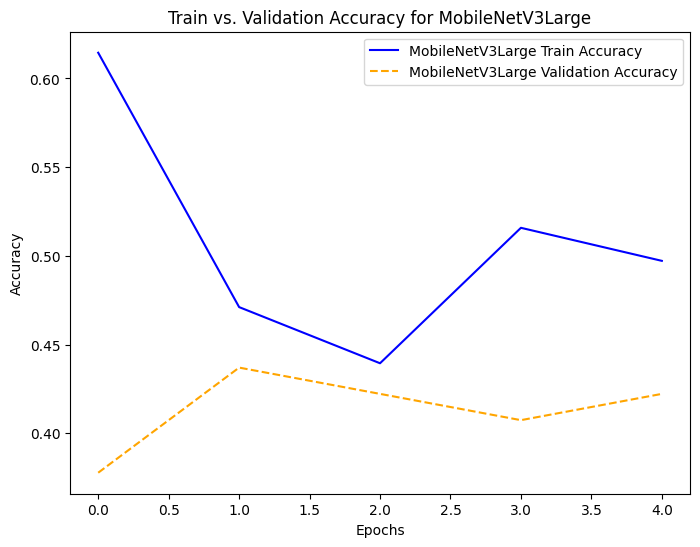 Train vs. Validation Accuracy for MobileNetV3Large
MobileNetV3Large Train Accuracy
MobileNetV3Large Validation Accuracy
Accuracy
0.60
0.55
0.50
0.45
0.40
0.0 0.5 1.0 1.5 2.0 2.5 3.0 3.5 4.0
Epochs